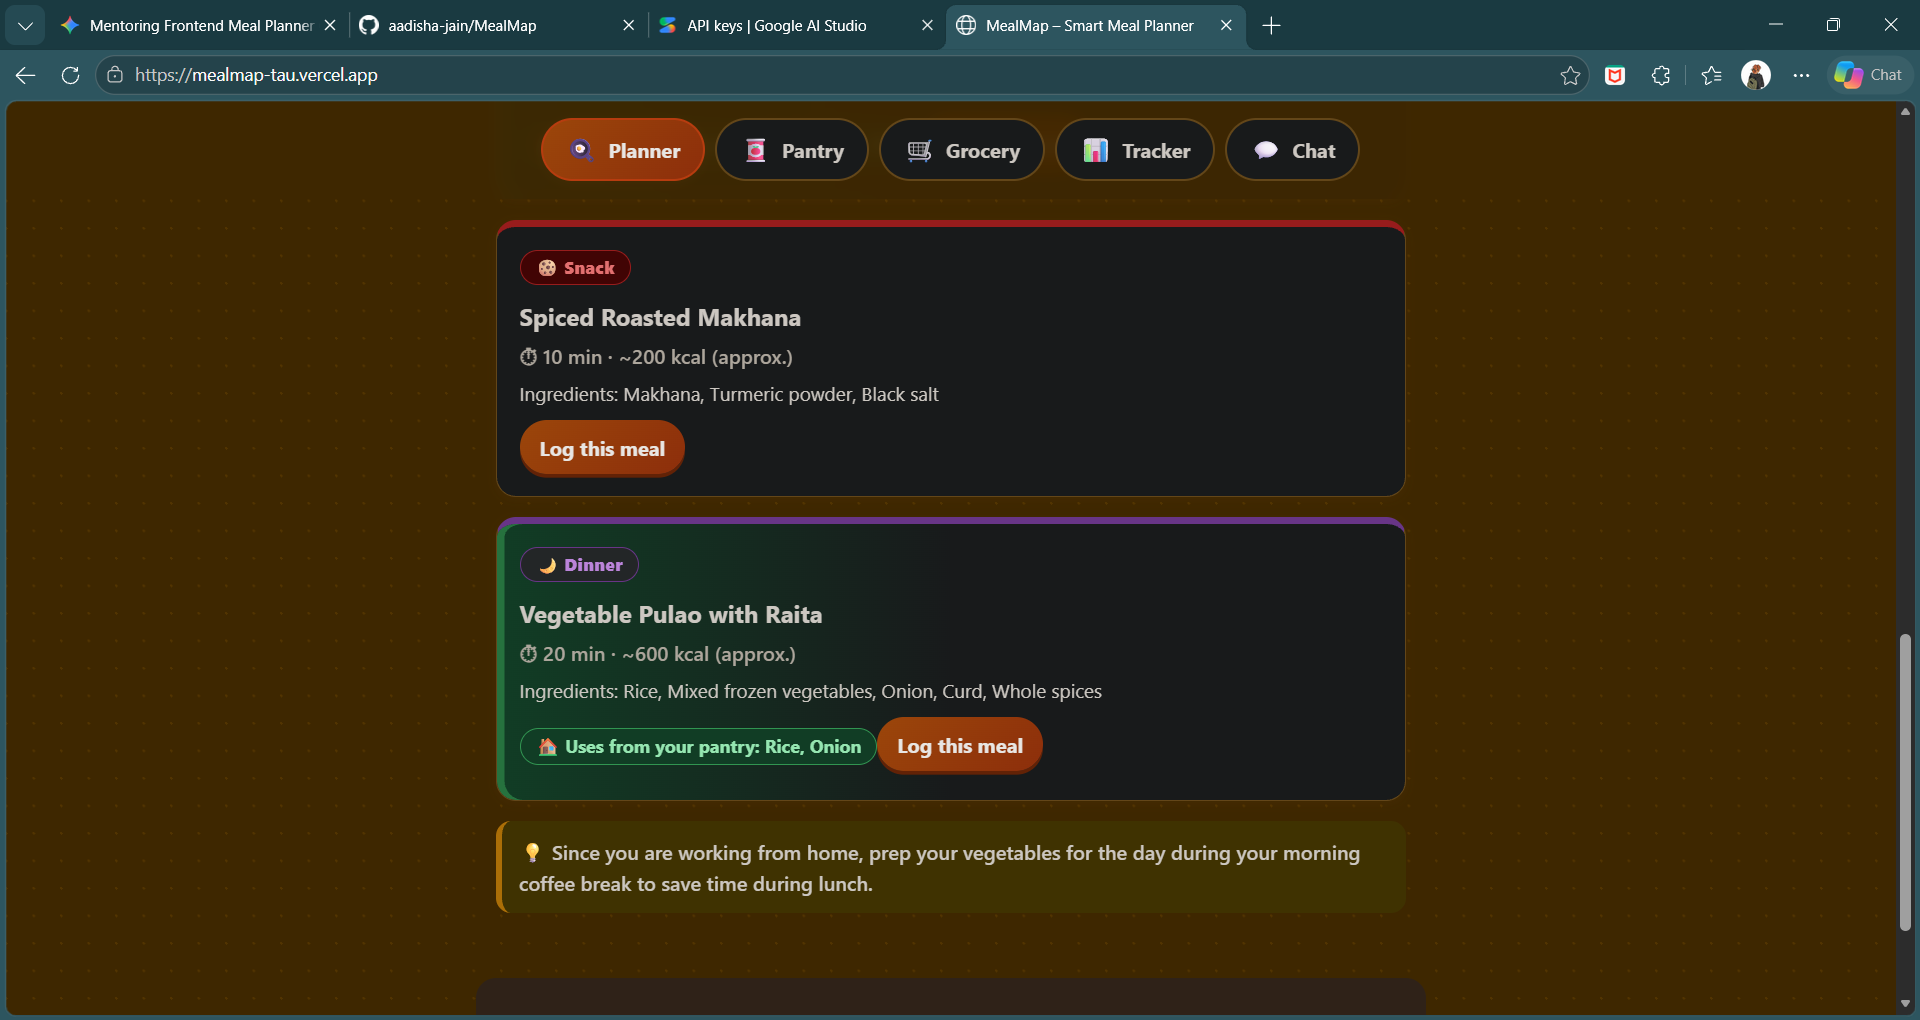 Mentoring Frontend Meal Planner
aadisha-jain/MealMap
API keys | Google AI Studio
MealMap – Smart Meal Planner
https://mealmap-tau.vercel.app
Chat
Planner
Pantry
Grocery
Tracker
Chat
Snack
Spiced Roasted Makhana
⏱ 10 min · ~200 kcal (approx.)
Ingredients: Makhana, Turmeric powder, Black salt
Log this meal
Dinner
Vegetable Pulao with Raita
⏱ 20 min · ~600 kcal (approx.)
Ingredients: Rice, Mixed frozen vegetables, Onion, Curd, Whole spices
Uses from your pantry: Rice, Onion
Log this meal
Since you are working from home, prep your vegetables for the day during your morning
coffee break to save time during lunch.